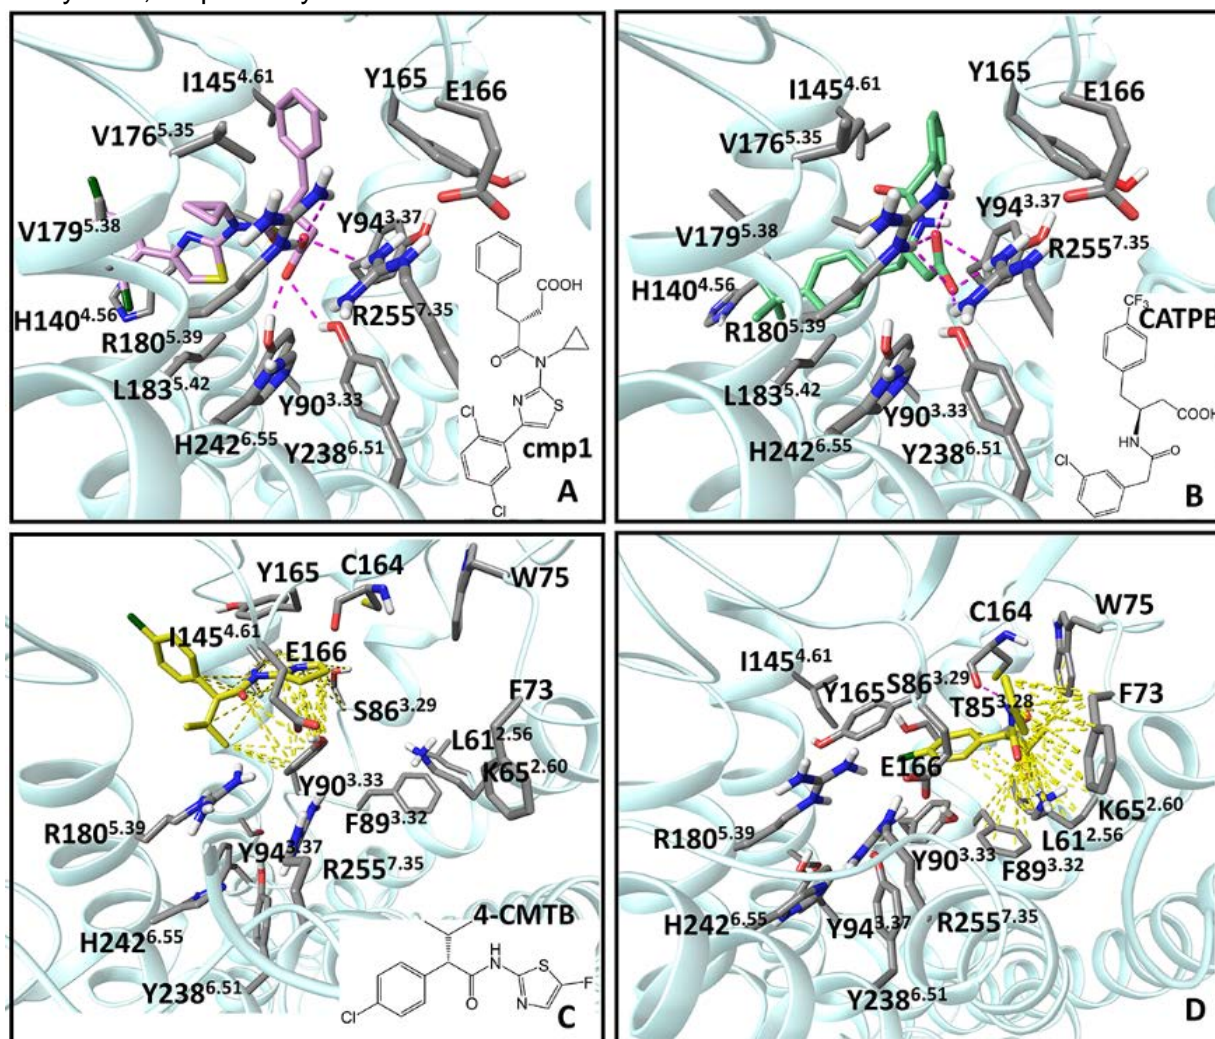 I145^4.61
Y165
E166
V176^5.35
V179^5.38
Y94^3.37
H140^4.56
R180^5.39
R255^7.35
L183^5.42
Y90^3.33
H242^6.55
Y238^6.51
COOH
O
N
N
S
Cl
Cl
cmp1
A
Y165
E166
I145^4.61
V176^5.35
Y94^3.37
V179^5.38
R255^7.35
H140^4.56
R180^5.39
L183^5.42
Y90^3.33
H242^6.55
Y238^6.51
CF3
CATPB
COOH
HN
O
Cl
B
Y165
C164
W75
I145^4.61
E166
S86^3.29
F73
L61^2.56
K65^2.60
Y90^3.33
F89^3.32
R180^5.39
Y94^3.37
R255^7.35
H242^6.55
Y238^6.51
4-CMTB
H
N
S
F
O
N
Cl
C
C164
W75
I145^4.61
Y165
S86^3.29
F73
T85^3.28
E166
K65^2.60
R180^5.39
L61^2.56
Y90^3.33
F89^3.32
H242^6.55
Y94^3.37
R255^7.35
Y238^6.51
D